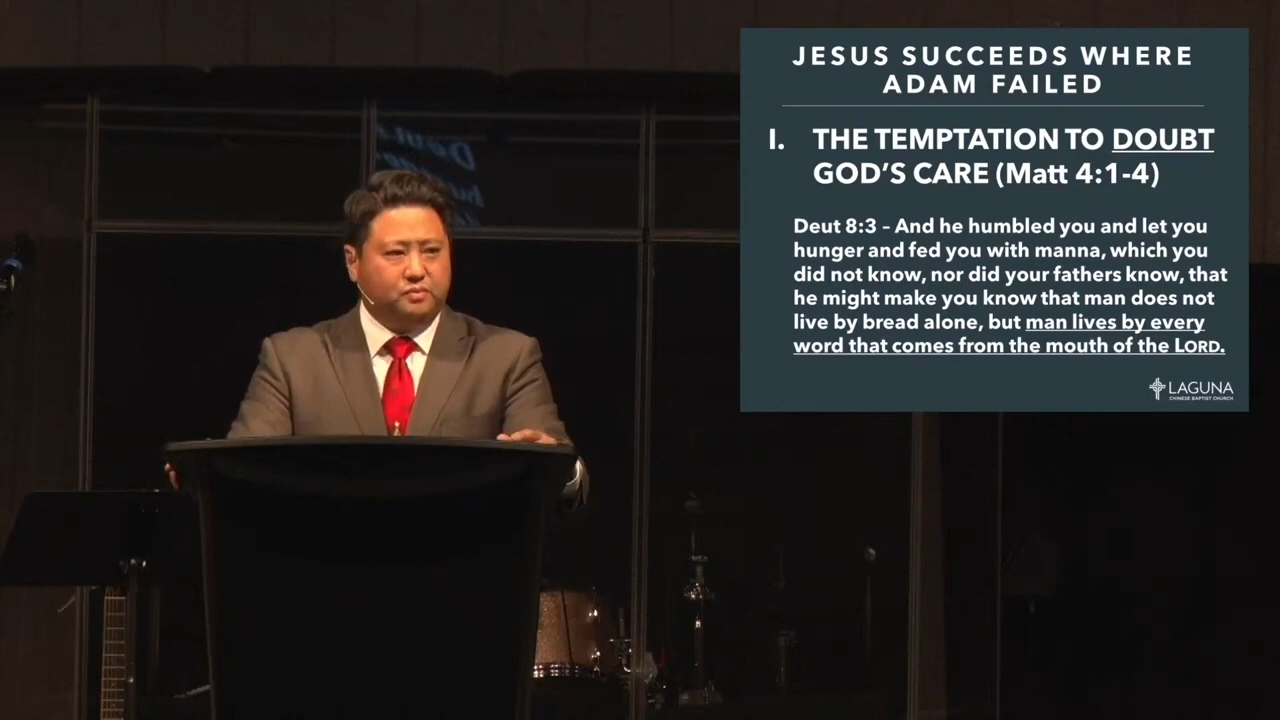 JESUS SUCCEEDS WHERE
ADAM FAILED
I. THE TEMPTATION TO DOUBT
GOD'S CARE (Matt 4:1-4)
Deut 8:3 – And he humbled you and let you
hunger and fed you with manna, which you
did not know, nor did your fathers know, that
he might make you know that man does not
live by bread alone, but man lives by every
word that comes from the mouth of the LORD.
LAGUNA
CHINESE BAPTIST CHURCH